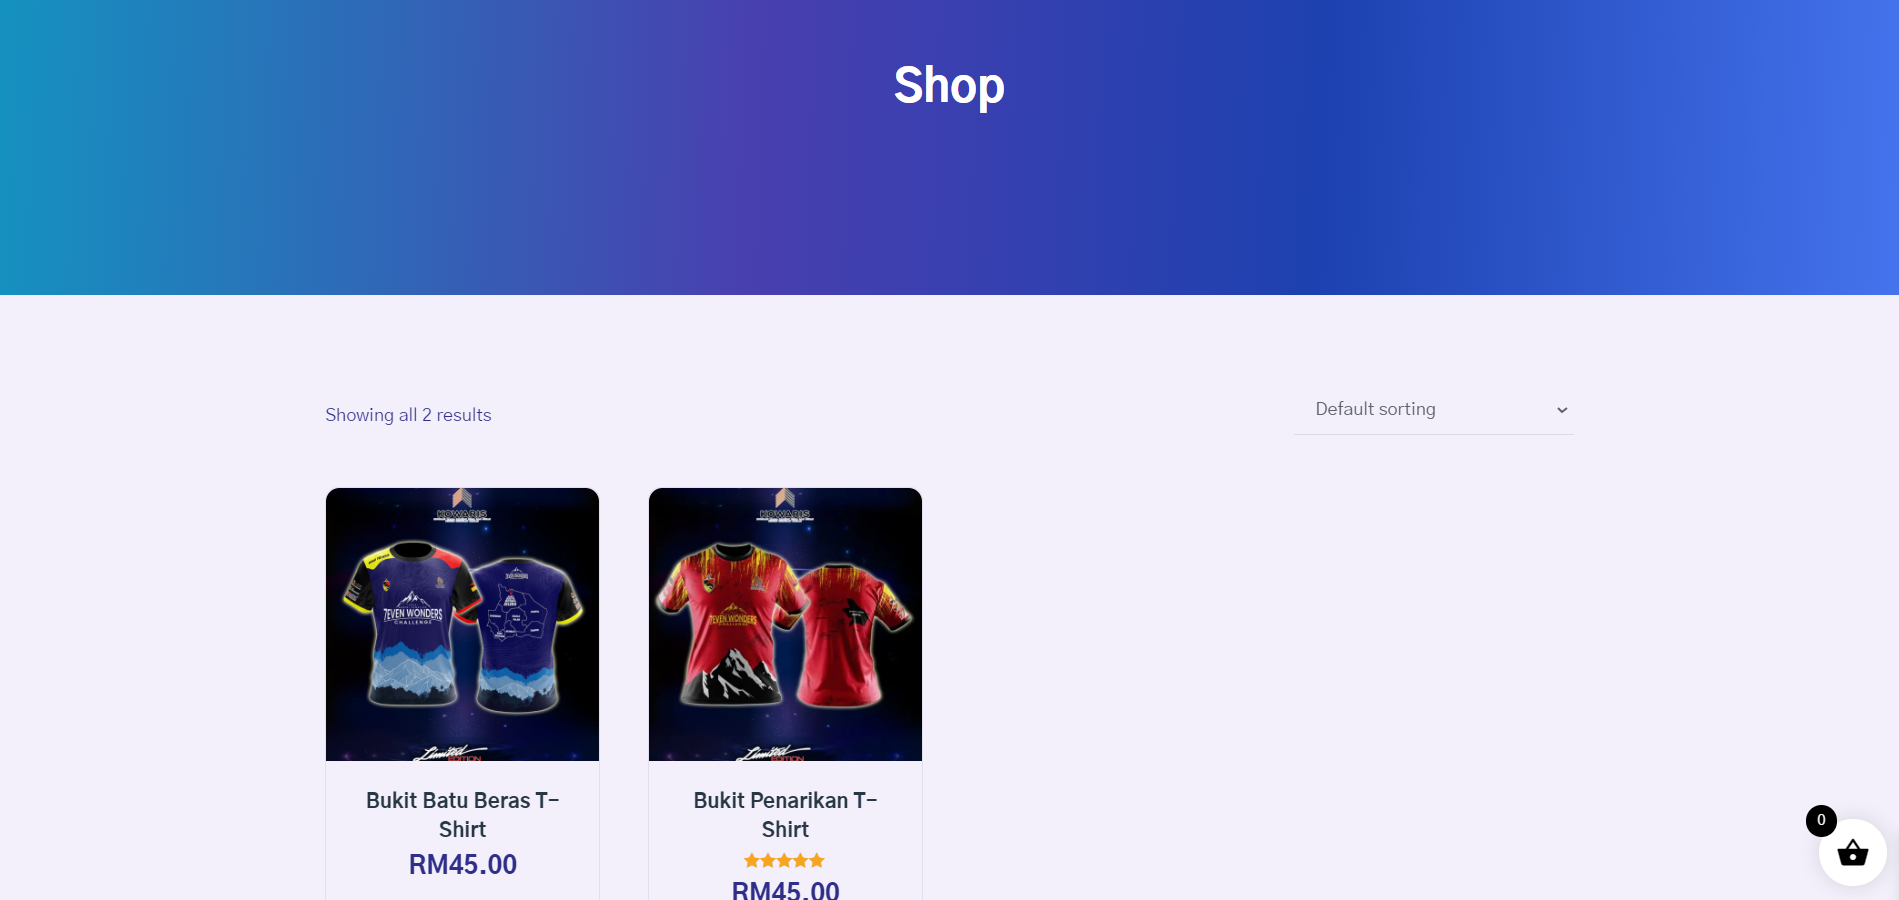 Shop
Showing all 2 results
Default sorting
KOWARIS
7EVEN WONDERS
CHALLENGE
Limited
EDITION
KOWARIS
7EVEN WONDERS
CHALLENGE
Limited
EDITION
Bukit Batu Beras T-
Shirt
RM45.00
Bukit Penarikan T-
Shirt
RM45.00
0